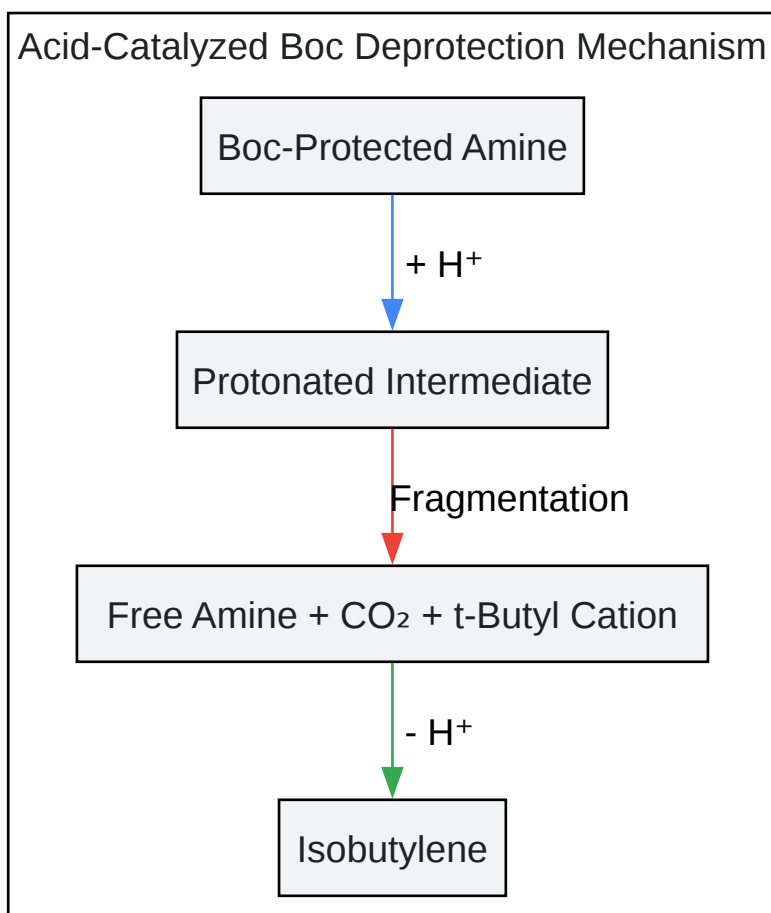 Acid-Catalyzed Boc Deprotection Mechanism
Boc-Protected Amine
+ H⁺
Protonated Intermediate
Fragmentation
Free Amine + CO₂ + t-Butyl Cation
- H⁺
Isobutylene